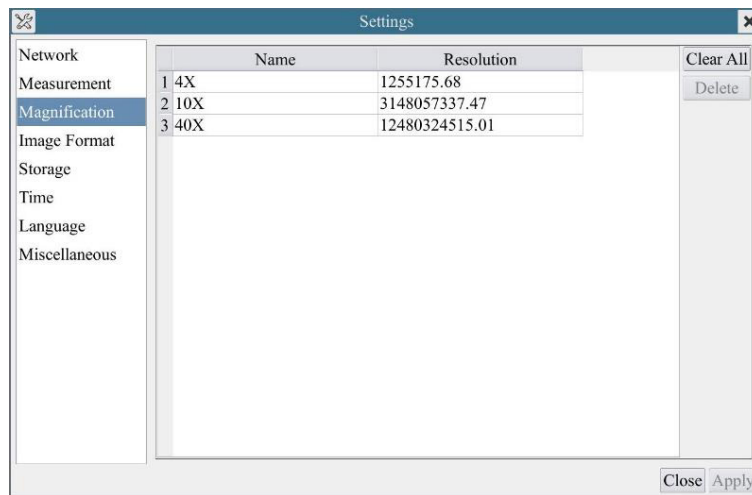 Settings
Network
Measurement
Magnification
Image Format
Storage
Time
Language
Miscellaneous
Name Resolution
1 4X 1255175.68
2 10X 3148057337.47
3 40X 12480324515.01
Clear All
Delete
Close Apply